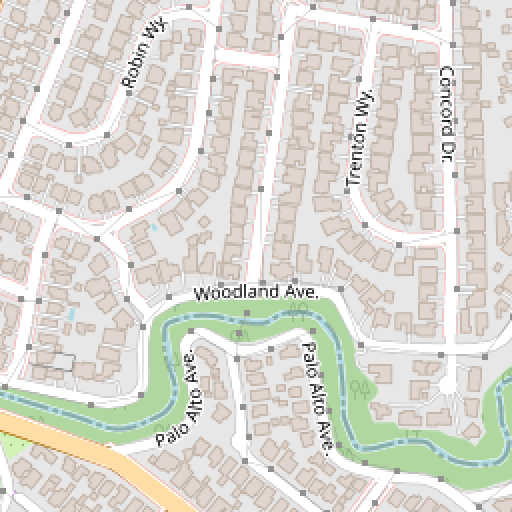 Robin Wy
Concord Dr.
Trenton Wy.
Woodland Ave.
Palo Alto Ave.
Palo Alto Ave.